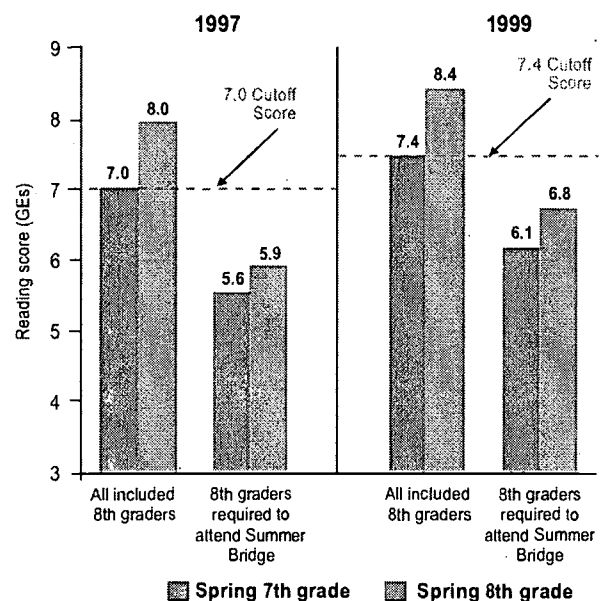 1997
1999
9
8
7
6
5
4
3
Reading score (GEs)
7.0 Cutoff
Score
7.0
8.0
5.6
5.9
7.4 Cutoff
Score
7.4
8.4
6.1
6.8
All included
8th graders
8th graders
required to
attend Summer
Bridge
All included
8th graders
8th graders
required to
attend Summer
Bridge
Spring 7th grade
Spring 8th grade